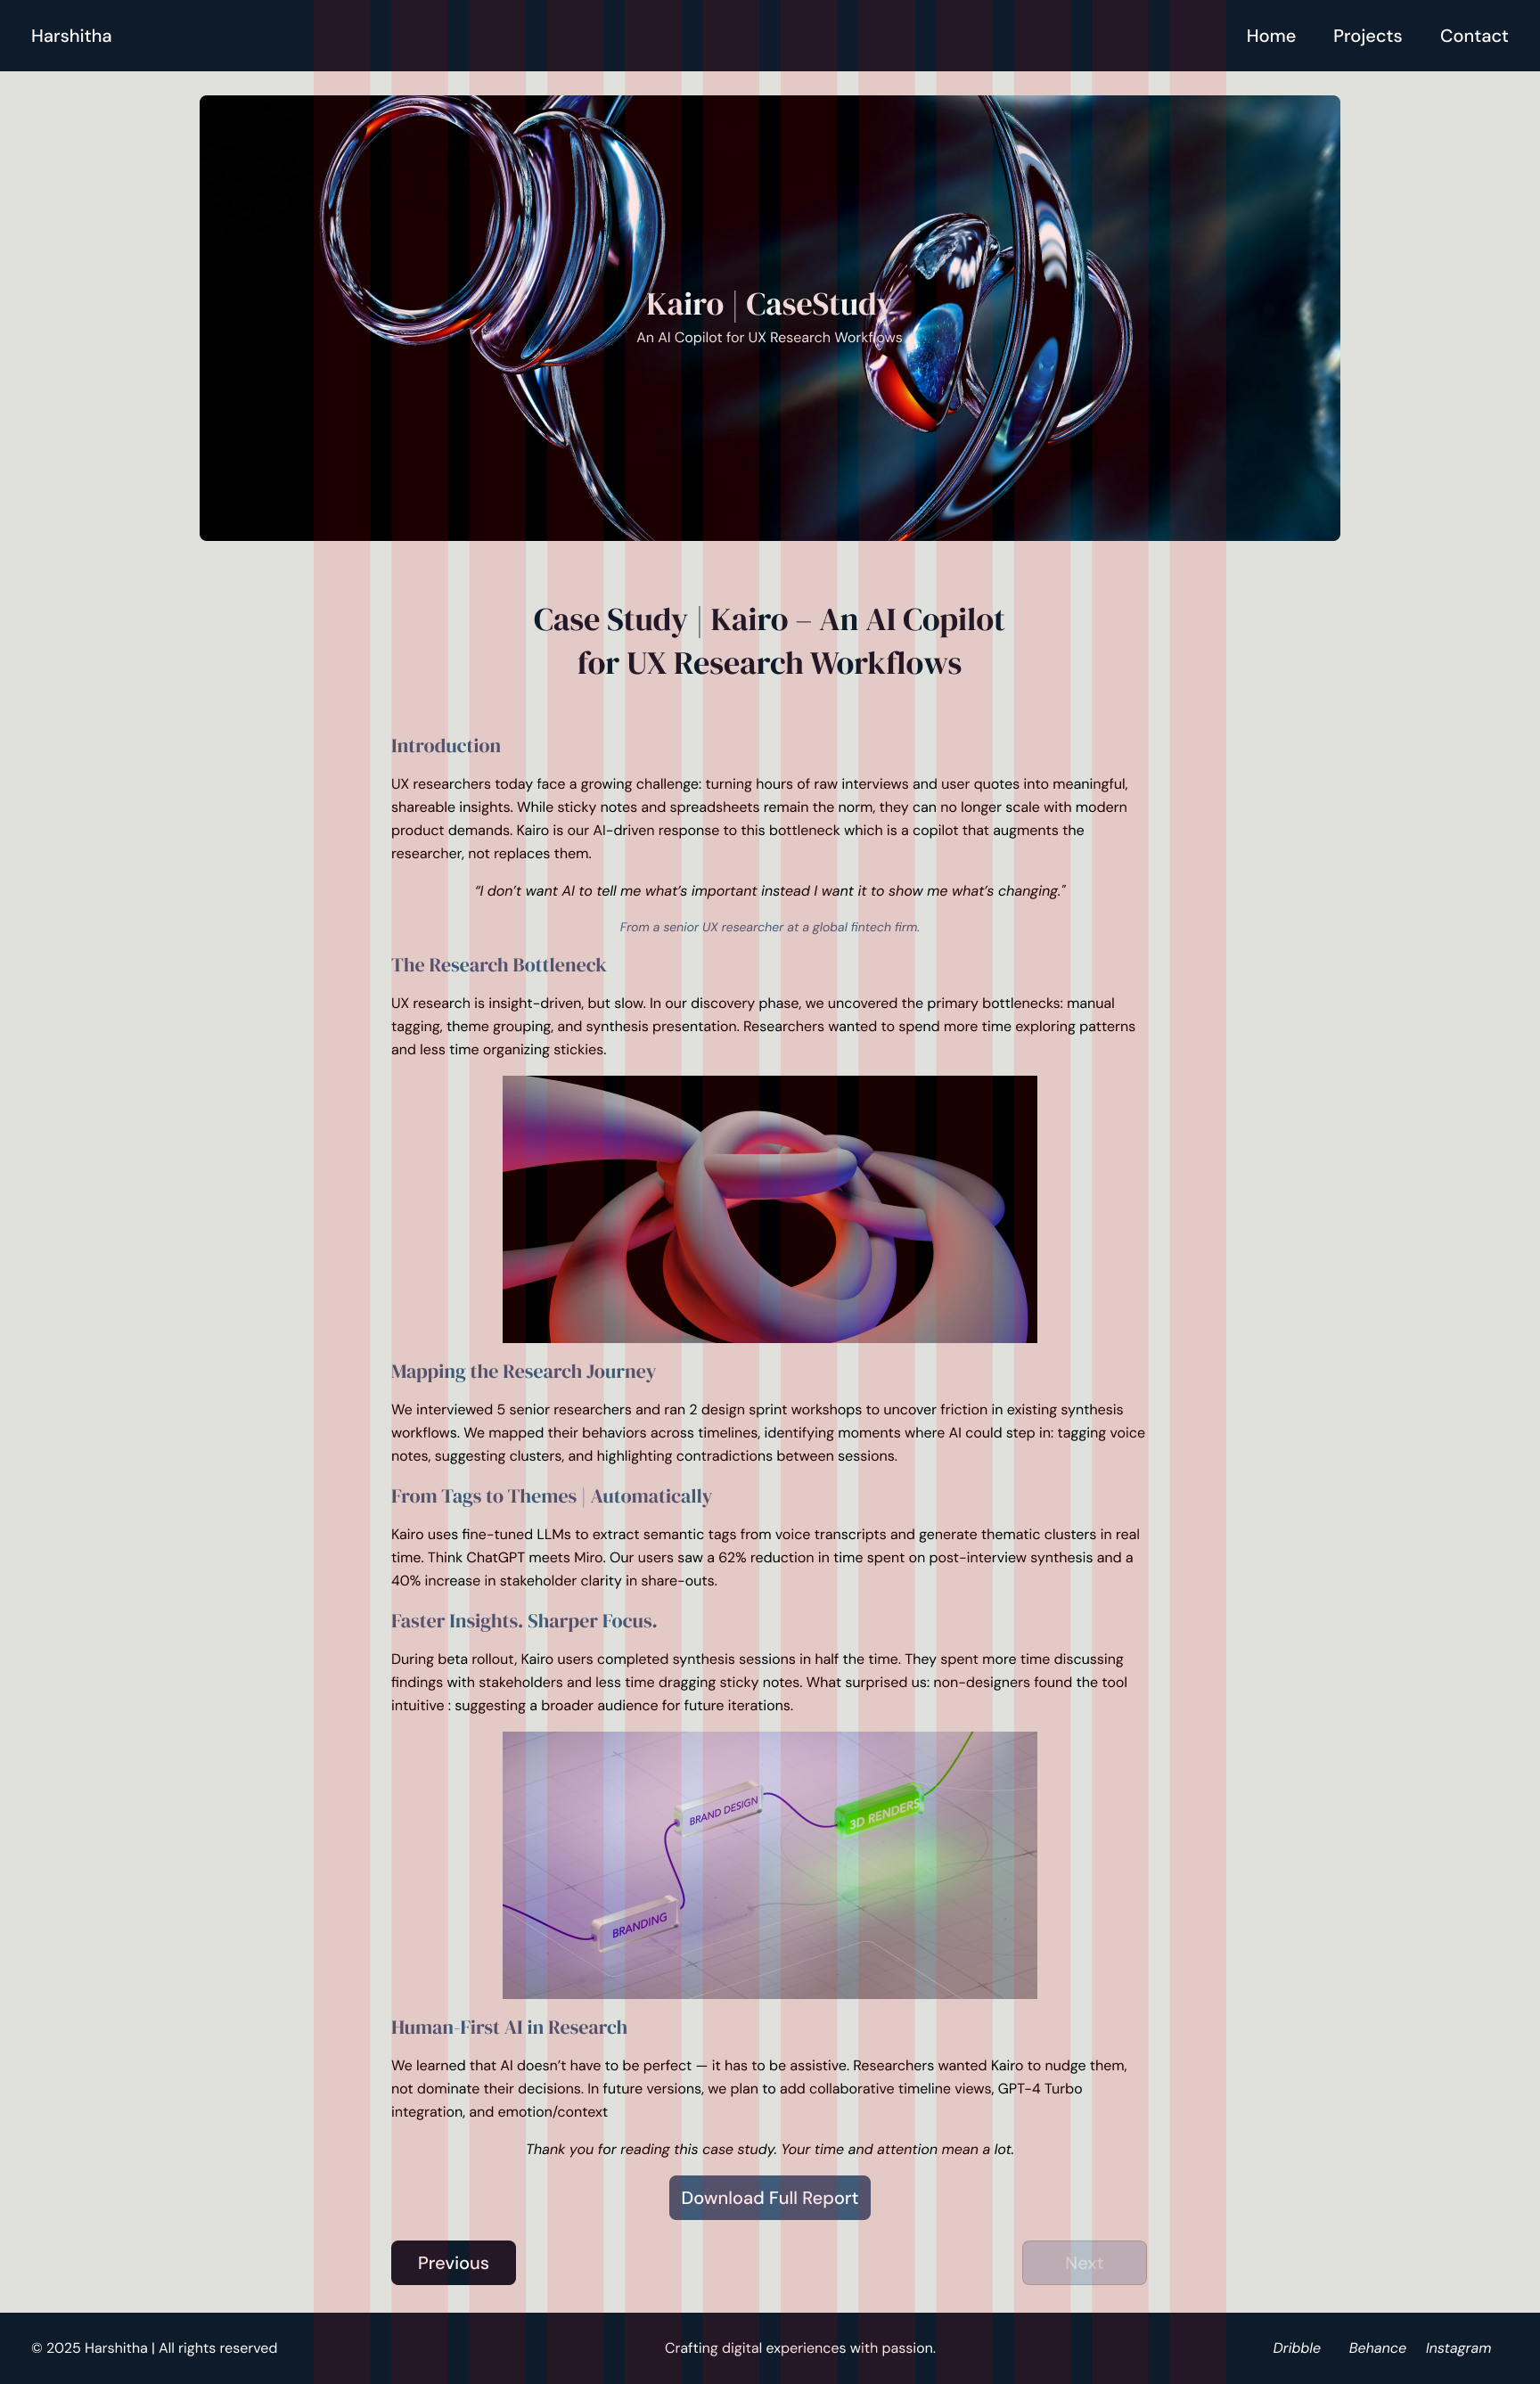 Harshitha
Home Projects Contact
Kairo | CaseStudy
An AI Copilot for UX Research Workflows
Case Study | Kairo – An AI Copilot
for UX Research Workflows
Introduction
UX researchers today face a growing challenge: turning hours of raw interviews and user quotes into meaningful,
shareable insights. While sticky notes and spreadsheets remain the norm, they can no longer scale with modern
product demands. Kairo is our AI-driven response to this bottleneck which is a copilot that augments the
researcher, not replaces them.
“I don’t want AI to tell me what’s important instead I want it to show me what’s changing."
From a senior UX researcher at a global fintech firm.
The Research Bottleneck
UX research is insight-driven, but slow. In our discovery phase, we uncovered the primary bottlenecks: manual
tagging, theme grouping, and synthesis presentation. Researchers wanted to spend more time exploring patterns
and less time organizing stickies.
Mapping the Research Journey
We interviewed 5 senior researchers and ran 2 design sprint workshops to uncover friction in existing synthesis
workflows. We mapped their behaviors across timelines, identifying moments where AI could step in: tagging voice
notes, suggesting clusters, and highlighting contradictions between sessions.
From Tags to Themes | Automatically
Kairo uses fine-tuned LLMs to extract semantic tags from voice transcripts and generate thematic clusters in real
time. Think ChatGPT meets Miro. Our users saw a 62% reduction in time spent on post-interview synthesis and a
40% increase in stakeholder clarity in share-outs.
Faster Insights. Sharper Focus.
During beta rollout, Kairo users completed synthesis sessions in half the time. They spent more time discussing
findings with stakeholders and less time dragging sticky notes. What surprised us: non-designers found the tool
intuitive : suggesting a broader audience for future iterations.
BRAND DESIGN
3D RENDERS
BRANDING
Human-First AI in Research
We learned that AI doesn’t have to be perfect — it has to be assistive. Researchers wanted Kairo to nudge them,
not dominate their decisions. In future versions, we plan to add collaborative timeline views, GPT-4 Turbo
integration, and emotion/context
Thank you for reading this case study. Your time and attention mean a lot.
Download Full Report
Previous
Next
© 2025 Harshitha | All rights reserved
Crafting digital experiences with passion.
Dribble Behance Instagram